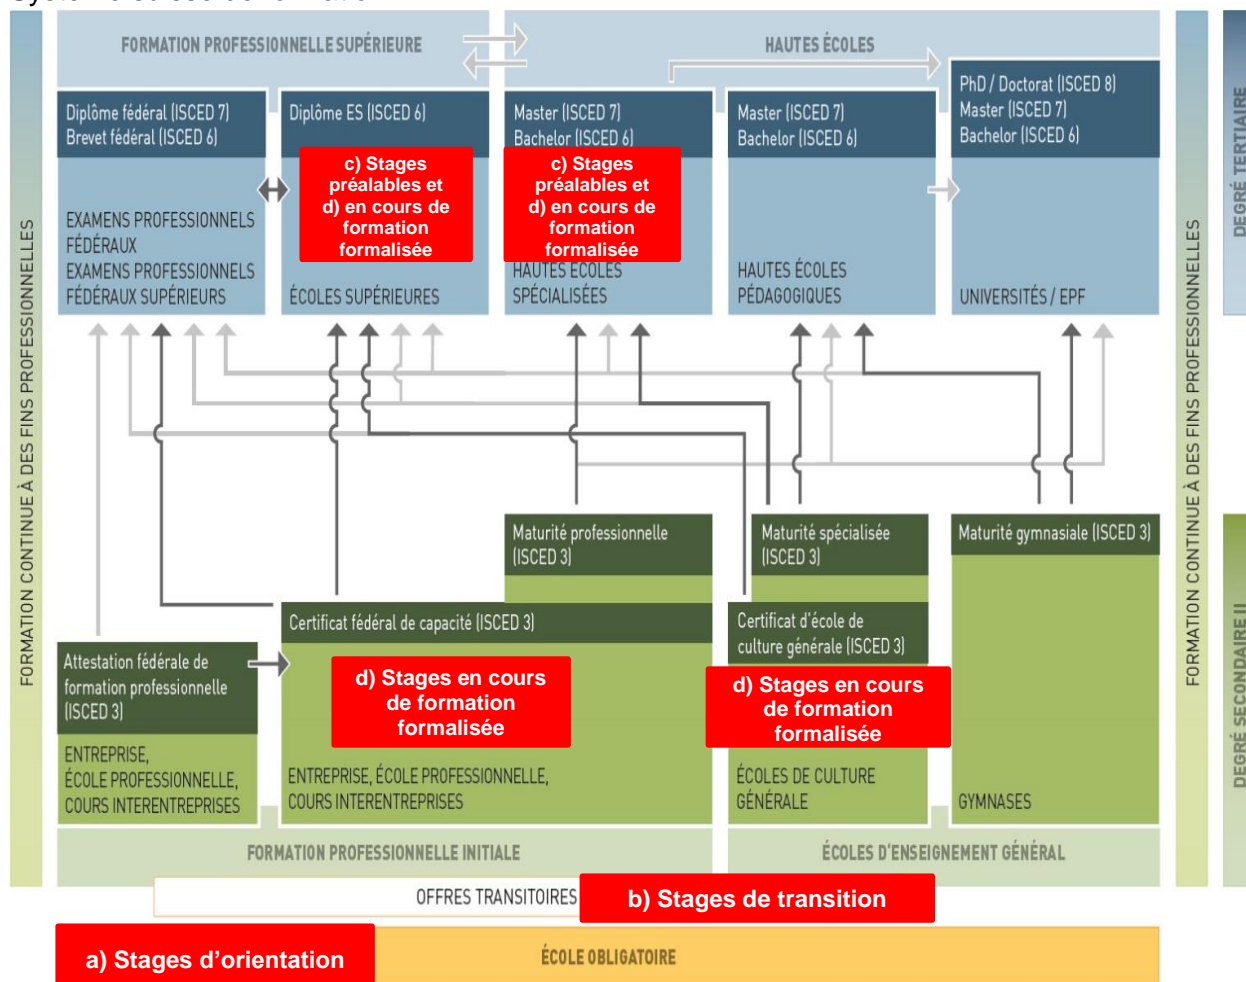 FORMATION PROFESSIONNELLE SUPÉRIEURE
HAUTES ÉCOLES
Diplôme fédéral (ISCED 7)
Brevet fédéral (ISCED 6)
EXAMENS PROFESSIONNELS
FÉDÉRAUX
EXAMENS PROFESSIONNELS
FÉDÉRAUX SUPÉRIEURS
Diplôme ES (ISCED 6)
c) Stages
préalables et
d) en cours de
formation
formalisée
ÉCOLES SUPÉRIEURES
Master (ISCED 7)
Bachelor (ISCED 6)
c) Stages
préalables et
d) en cours de
formation
formalisée
HAUTES ÉCOLES
SPÉCIALISÉES
Master (ISCED 7)
Bachelor (ISCED 6)
HAUTES ÉCOLES
PÉDAGOGIQUES
PhD / Doctorat (ISCED 8)
Master (ISCED 7)
Bachelor (ISCED 6)
UNIVERSITÉS / EPF
FORMATION CONTINUE À DES FINS PROFESSIONNELLES
FORMATION CONTINUE À DES FINS PROFESSIONNELLES
DEGRÉ TERTIAIRE
DEGRÉ SECONDAIRE II
Maturité professionnelle
(ISCED 3)
Maturité spécialisée
(ISCED 3)
Maturité gymnasiale (ISCED 3)
Certificat fédéral de capacité (ISCED 3)
Certificat d'école de
culture générale (ISCED 3)
Attestation fédérale de
formation professionnelle
(ISCED 3)
d) Stages en cours
de formation
formalisée
d) Stages en cours
de formation
formalisée
ENTREPRISE,
ÉCOLE PROFESSIONNELLE,
COURS INTERENTREPRISES
ENTREPRISE, ÉCOLE PROFESSIONNELLE,
COURS INTERENTREPRISES
ÉCOLES DE CULTURE
GÉNÉRALE
GYMNASES
FORMATION PROFESSIONNELLE INITIALE
ÉCOLES D'ENSEIGNEMENT GÉNÉRAL
OFFRES TRANSITOIRES
b) Stages de transition
a) Stages d'orientation
ÉCOLE OBLIGATOIRE